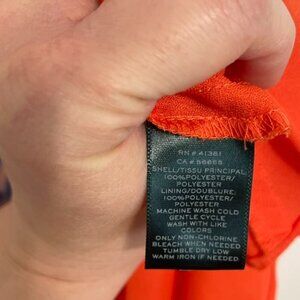 RN # 41381
CA # 56665
SHELL/TISSU PRINCIPAL
100%POLYESTER/
POLYESTER
LINING/DOUBLURE:
100%POLYESTER/
POLYESTER
MACHINE WASH COLD
GENTLE CYCLE
WASH WITH LIKE
COLORS
ONLY NON-CHLORINE
BLEACH WHEN NEEDED
TUMBLE DRY LOW
WARM IRON IF NEEDED